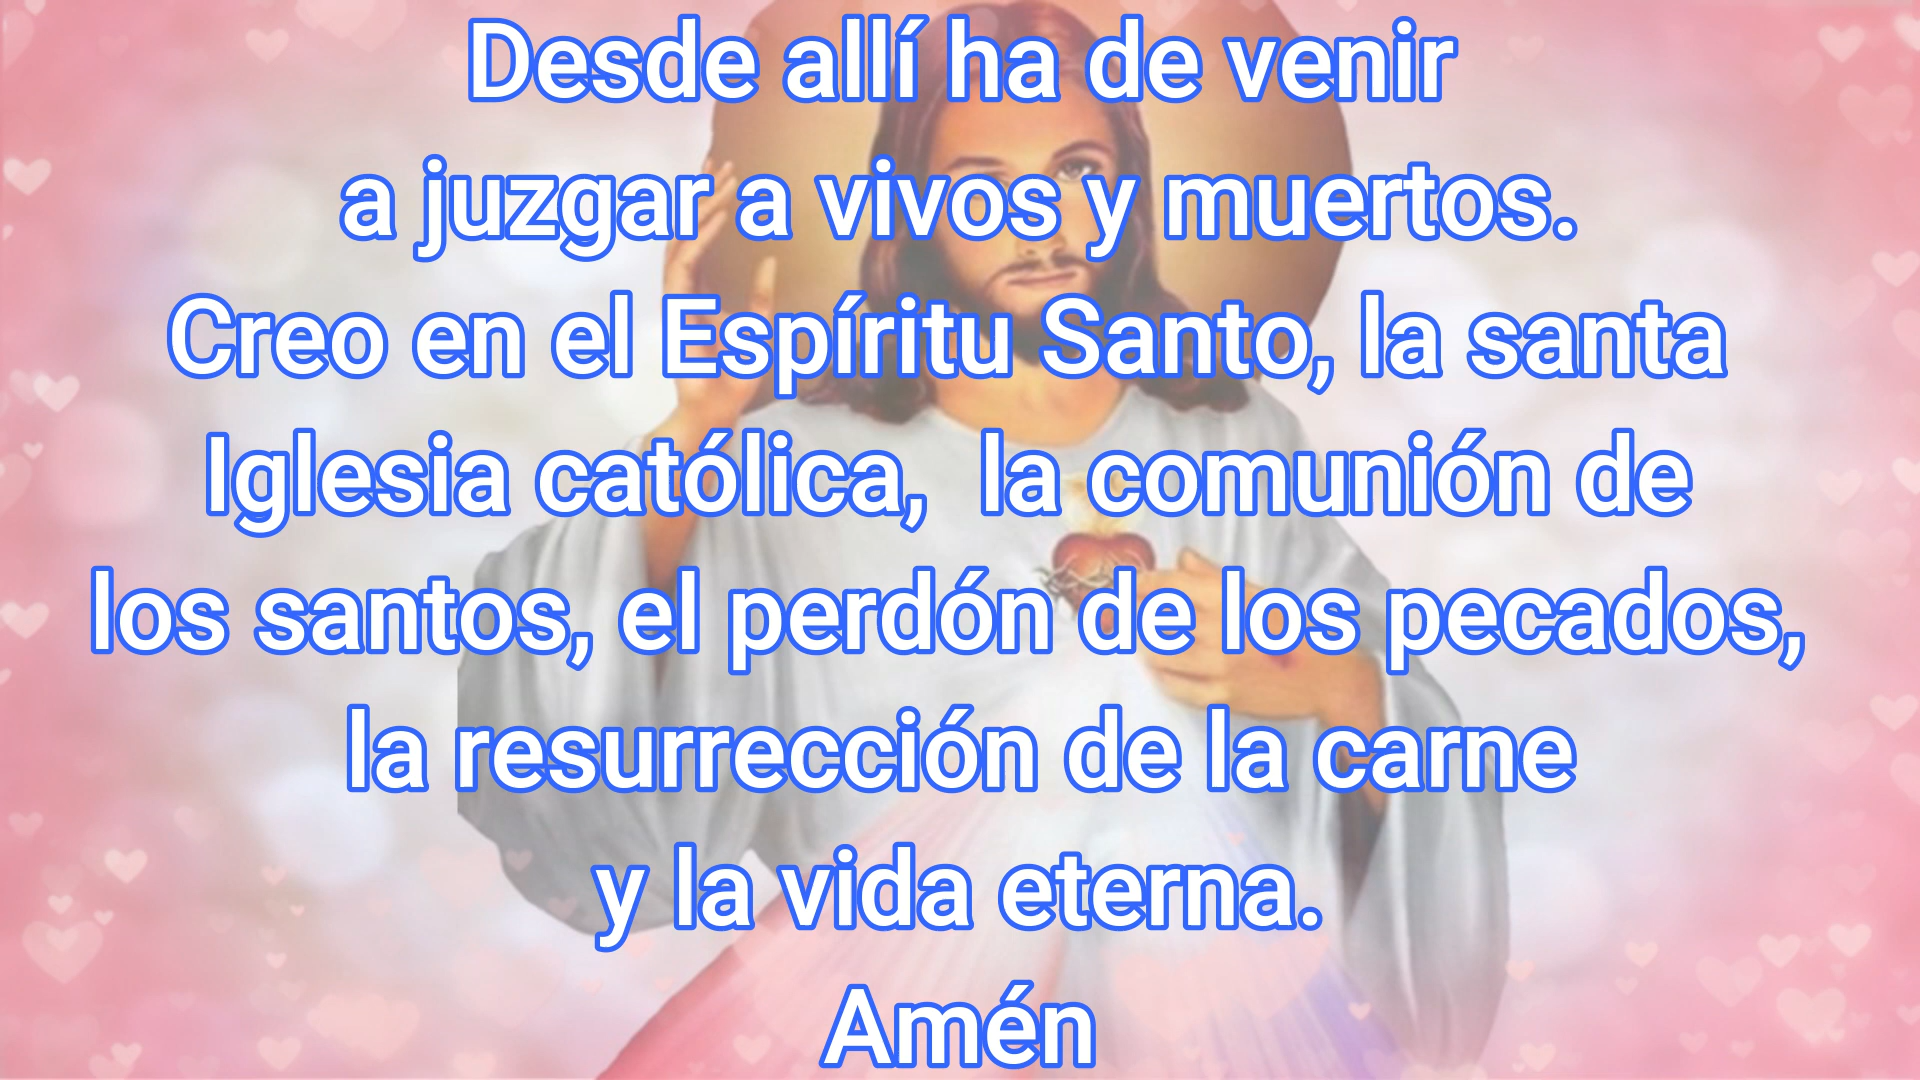 Desde allí ha de venir
a juzgar a vivos y muertos.
Creo en el Espíritu Santo, la santa
Iglesia católica,  la comunión de
los santos, el perdón de los pecados,
la resurrección de la carne
y la vida eterna.
Amén